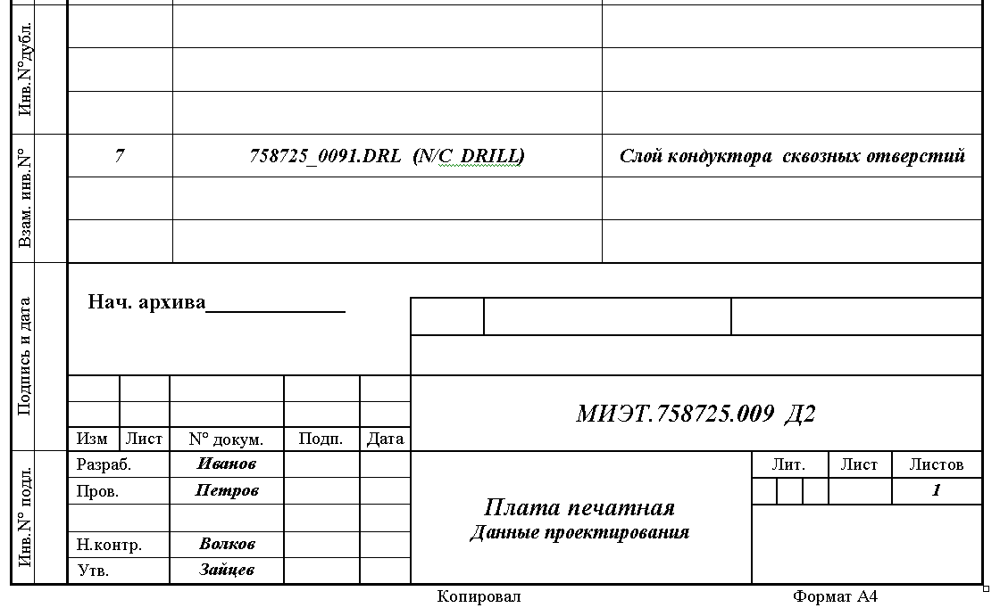 Инв.N°дубл.
7 758725_0091.DRL (N/C DRILL) Слой кондуктора сквозных отверстий
Взам. инв.N°
Нач. архива_____________
Подпись и дата
МИЭТ.758725.009 Д2
Изм Лист N° докум. Подп. Дата
Разраб. Иванов
Лит. Лист Листов
Пров. Петров
1
Плата печатная
Данные проектирования
Н.контр. Волков
Утв. Зайцев
Инв.N° подл.
Копировал Формат А4